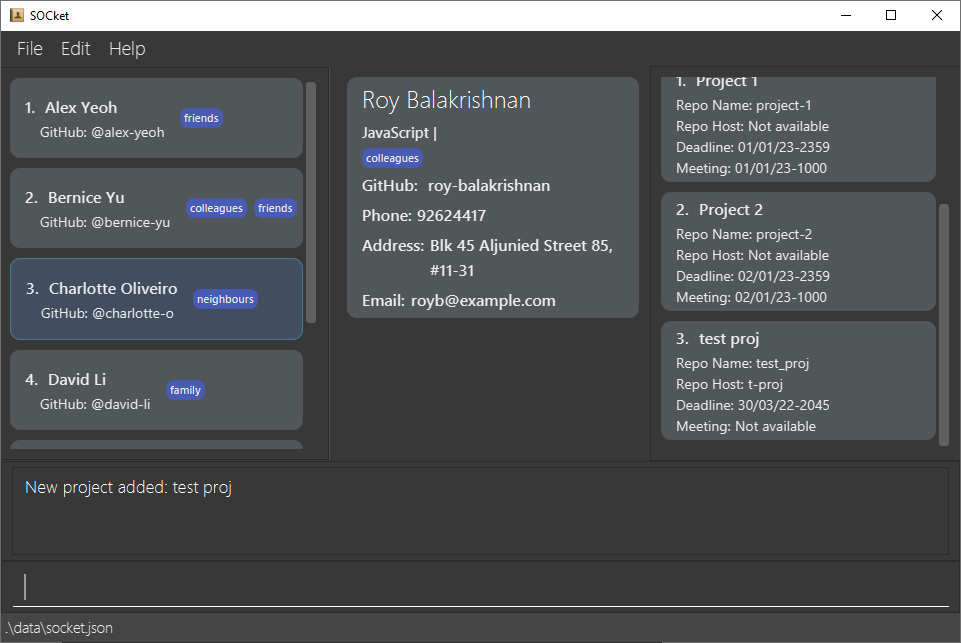 SOCket
File Edit Help
1. Alex Yeoh
GitHub: @alex-yeoh
friends
2. Bernice Yu
GitHub: @bernice-yu
colleagues friends
3. Charlotte Oliveiro
GitHub: @charlotte-o
neighbours
4. David Li
GitHub: @david-li
family
Roy Balakrishnan
JavaScript |
colleagues
GitHub: roy-balakrishnan
Phone: 92624417
Address: Blk 45 Aljunied Street 85,
#11-31
Email: royb@example.com
1. Project 1
Repo Name: project-1
Repo Host: Not available
Deadline: 01/01/23-2359
Meeting: 01/01/23-1000
2. Project 2
Repo Name: project-2
Repo Host: Not available
Deadline: 02/01/23-2359
Meeting: 02/01/23-1000
3. test proj
Repo Name: test_proj
Repo Host: t-proj
Deadline: 30/03/22-2045
Meeting: Not available
New project added: test proj
.\data\socket.json